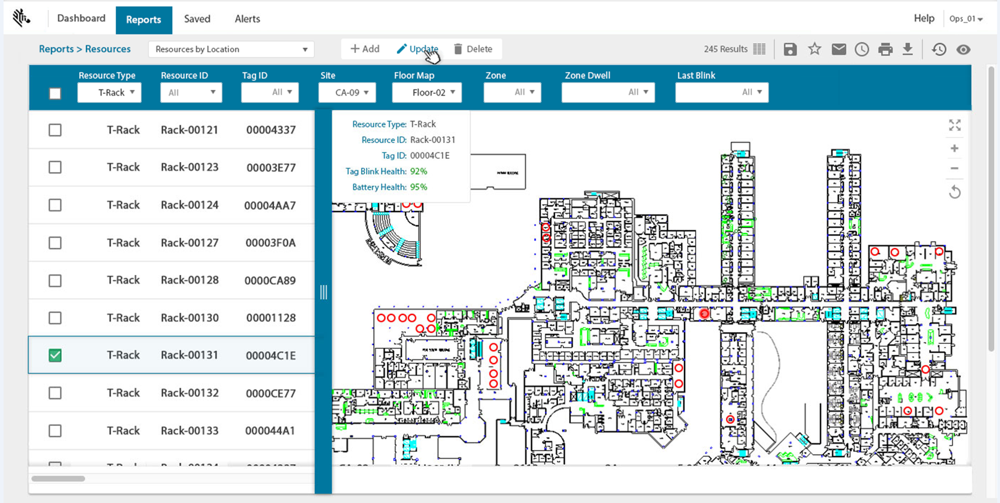 Dashboard Reports Saved Alerts Help Ops_01
Reports > Resources Resources by Location + Add Update Delete 245 Results
Resource Type Resource ID Tag ID Site Floor Map Zone Zone Dwell Last Blink
T-Rack All All CA-09 Floor-02 All All All
T-Rack Rack-00121 00004337
T-Rack Rack-00123 00003E77
T-Rack Rack-00124 00004AA7
T-Rack Rack-00127 00003F0A
T-Rack Rack-00128 0000CA89
T-Rack Rack-00130 00001128
T-Rack Rack-00131 00004C1E
T-Rack Rack-00132 0000CE77
T-Rack Rack-00133 000044A1
Resource Type: T-Rack
Resource ID: Rack-00131
Tag ID: 00004C1E
Tag Blink Health: 92%
Battery Health: 95%